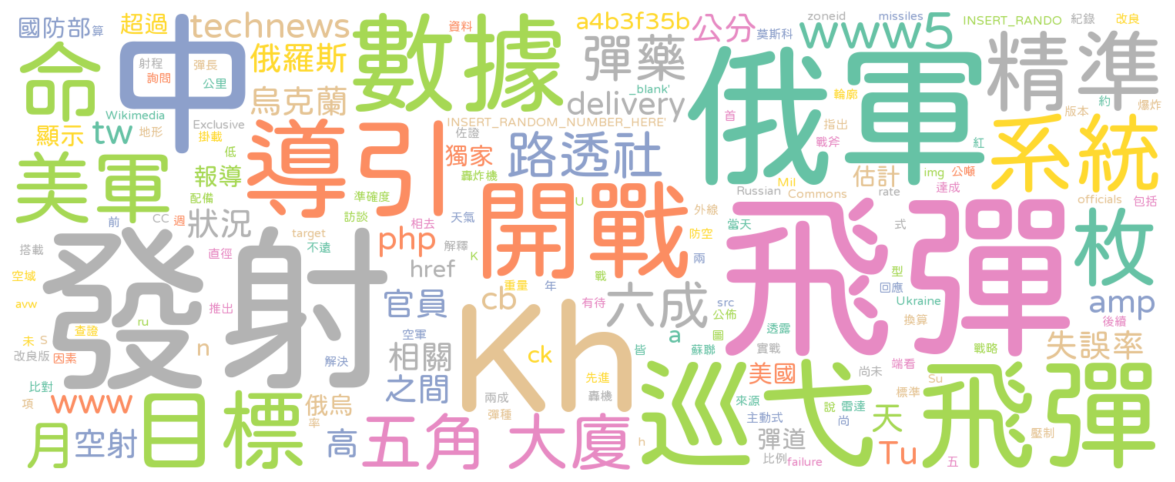 國防部 算 超過 technews 資料 a4b3f35b 公分 zoneid missiles INSERT_RANDO 紀錄 改良
命 中 射程 彈長 俄羅斯 數據 彈藥 莫斯科 www5 精準
詢問 公里 烏克蘭 _blank' 俄軍 輪廓 版本 約 爆炸
Wikimedia delivery 首
顯示 tw 地形 Exclusive 掛載 INSERT_RANDOM_NUMBER_HERE' 佐證 指出 戰斧 紅 系統
美軍 低 導引 獨家 路透社
報導 轟炸機 估計 img 公噸
配備 準確度 Russian Mil Commons rate 達成 officials 包括
前 CC 週 狀況 訪談 相去 天氣 U 開戰 外線 當天 式 枚
搭載 發射 直徑 target 不遠 php 解釋 K 防空 兩 飛彈
空域 href 重量 年 戰 型 回應
avw 推出 官員 cb 有待 六成 src 公佈 透露 Ukraine amp
未 S 查證 ru 空軍 Kh a 圖 換算 後續
改良版 因素 n 解決 相關 ck 皆 蘇聯 實戰 戰略 失誤率
比對 之間 先進 美國 端看
www 項 目標 俄烏 兩成 轟機 巡弋飛彈 尚未 來源 標準 Su
率 彈種 主動式 說 雷達 天 尚
月 空射 高 五角大廈 h 彈道 比例 failure Tu 五 壓制